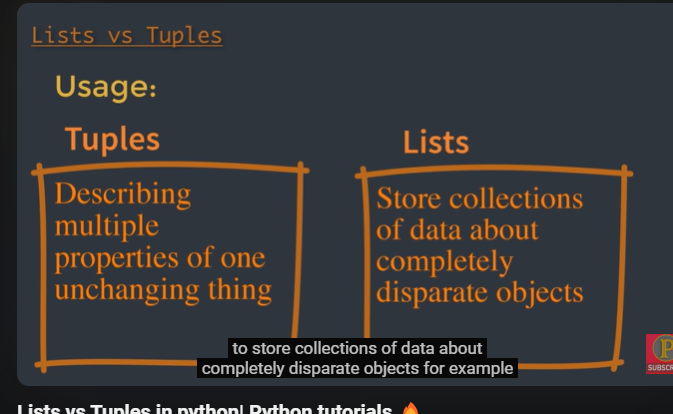 Lists vs Tuples
Usage:
Tuples
Describing
multiple
properties of one
unchanging thing
Lists
Store collections
of data about
completely
disparate objects
to store collections of data about
completely disparate objects for example
P
SUBSCR
Lists vs Tuples in python| Python tutorials 🔥